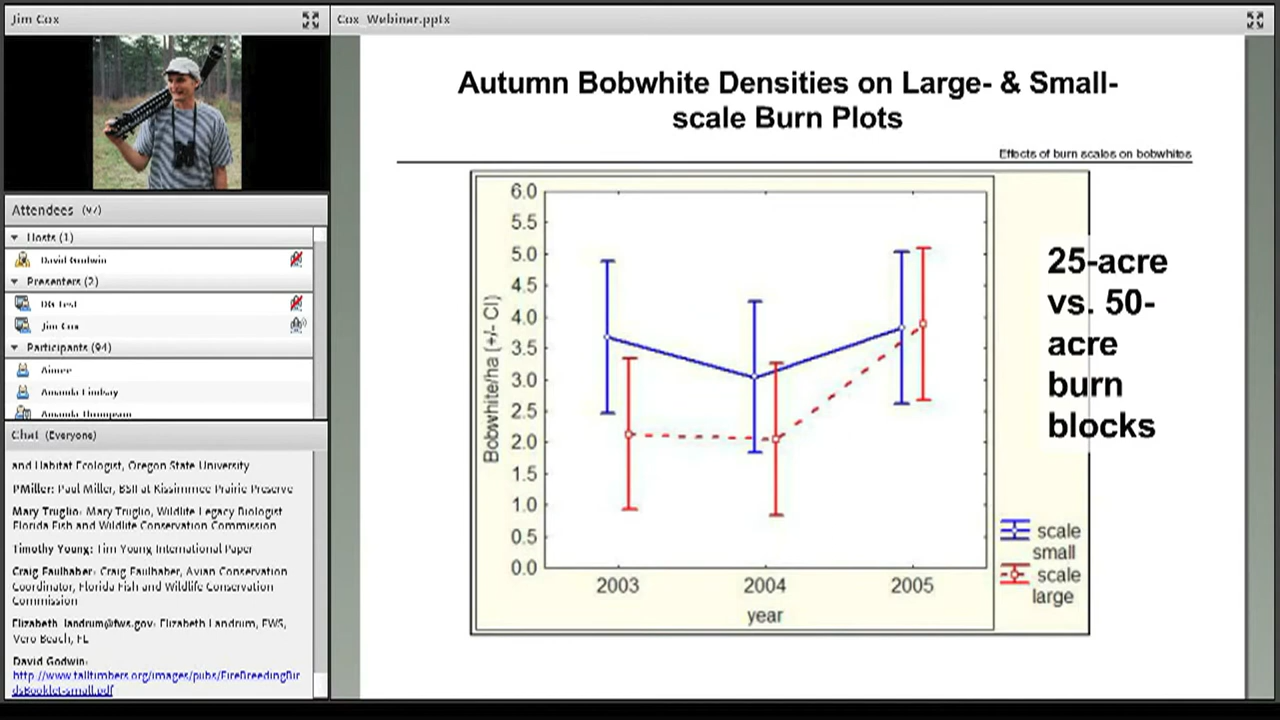 Jim Cox
Cox_Webinar.pptx
Attendees (97)
Hosts (1)
David Godwin
Presenters (2)
DG Test
Jim Cox
Participants (94)
Aimee
Amanda Lindsay
Amanda Thompson
Chat (Everyone)
and Habitat Ecologist, Oregon State University
PMiller: Paul Miller, BSII at Kissimmee Prairie Preserve
Mary Truglio: Mary Truglio, Wildlife Legacy Biologist
Florida Fish and Wildlife Conservation Commission
Timothy Young: Tim Young International Paper
Craig Faulhaber: Craig Faulhaber, Avian Conservation
Coordinator, Florida Fish and Wildlife Conservation
Commission
Elizabeth_landrum@fws.gov: Elizabeth Landrum, FWS,
Vero Beach, FL
David Godwin:
http://www.talltimbers.org/images/pubs/FireBreedingBir
dsBooklet-small.pdf
Autumn Bobwhite Densities on Large- & Small-
scale Burn Plots
Effects of burn scales on bobwhites
Bobwhite/ha (+/- CI)
6.0
5.5
5.0
4.5
4.0
3.5
3.0
2.5
2.0
1.5
1.0
0.5
0.0
2003 2004 2005
year
scale
small
scale
large
25-acre
vs. 50-
acre
burn
blocks